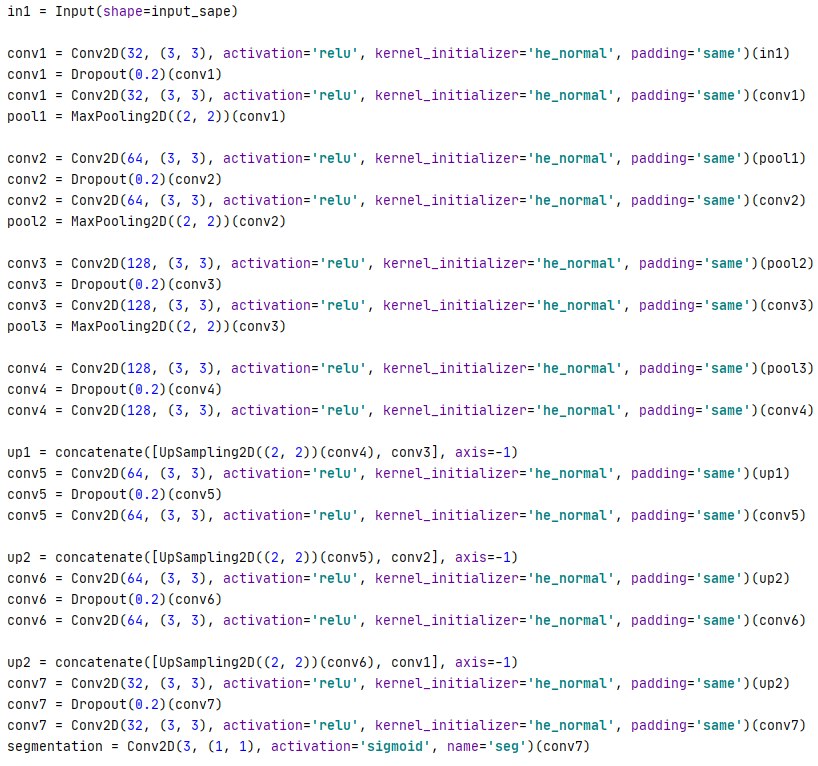 in1 = Input(shape=input_sape)

conv1 = Conv2D(32, (3, 3), activation='relu', kernel_initializer='he_normal', padding='same')(in1)
conv1 = Dropout(0.2)(conv1)
conv1 = Conv2D(32, (3, 3), activation='relu', kernel_initializer='he_normal', padding='same')(conv1)
pool1 = MaxPooling2D((2, 2))(conv1)

conv2 = Conv2D(64, (3, 3), activation='relu', kernel_initializer='he_normal', padding='same')(pool1)
conv2 = Dropout(0.2)(conv2)
conv2 = Conv2D(64, (3, 3), activation='relu', kernel_initializer='he_normal', padding='same')(conv2)
pool2 = MaxPooling2D((2, 2))(conv2)

conv3 = Conv2D(128, (3, 3), activation='relu', kernel_initializer='he_normal', padding='same')(pool2)
conv3 = Dropout(0.2)(conv3)
conv3 = Conv2D(128, (3, 3), activation='relu', kernel_initializer='he_normal', padding='same')(conv3)
pool3 = MaxPooling2D((2, 2))(conv3)

conv4 = Conv2D(128, (3, 3), activation='relu', kernel_initializer='he_normal', padding='same')(pool3)
conv4 = Dropout(0.2)(conv4)
conv4 = Conv2D(128, (3, 3), activation='relu', kernel_initializer='he_normal', padding='same')(conv4)

up1 = concatenate([UpSampling2D((2, 2))(conv4), conv3], axis=-1)
conv5 = Conv2D(64, (3, 3), activation='relu', kernel_initializer='he_normal', padding='same')(up1)
conv5 = Dropout(0.2)(conv5)
conv5 = Conv2D(64, (3, 3), activation='relu', kernel_initializer='he_normal', padding='same')(conv5)

up2 = concatenate([UpSampling2D((2, 2))(conv5), conv2], axis=-1)
conv6 = Conv2D(64, (3, 3), activation='relu', kernel_initializer='he_normal', padding='same')(up2)
conv6 = Dropout(0.2)(conv6)
conv6 = Conv2D(64, (3, 3), activation='relu', kernel_initializer='he_normal', padding='same')(conv6)

up2 = concatenate([UpSampling2D((2, 2))(conv6), conv1], axis=-1)
conv7 = Conv2D(32, (3, 3), activation='relu', kernel_initializer='he_normal', padding='same')(up2)
conv7 = Dropout(0.2)(conv7)
conv7 = Conv2D(32, (3, 3), activation='relu', kernel_initializer='he_normal', padding='same')(conv7)
segmentation = Conv2D(3, (1, 1), activation='sigmoid', name='seg')(conv7)